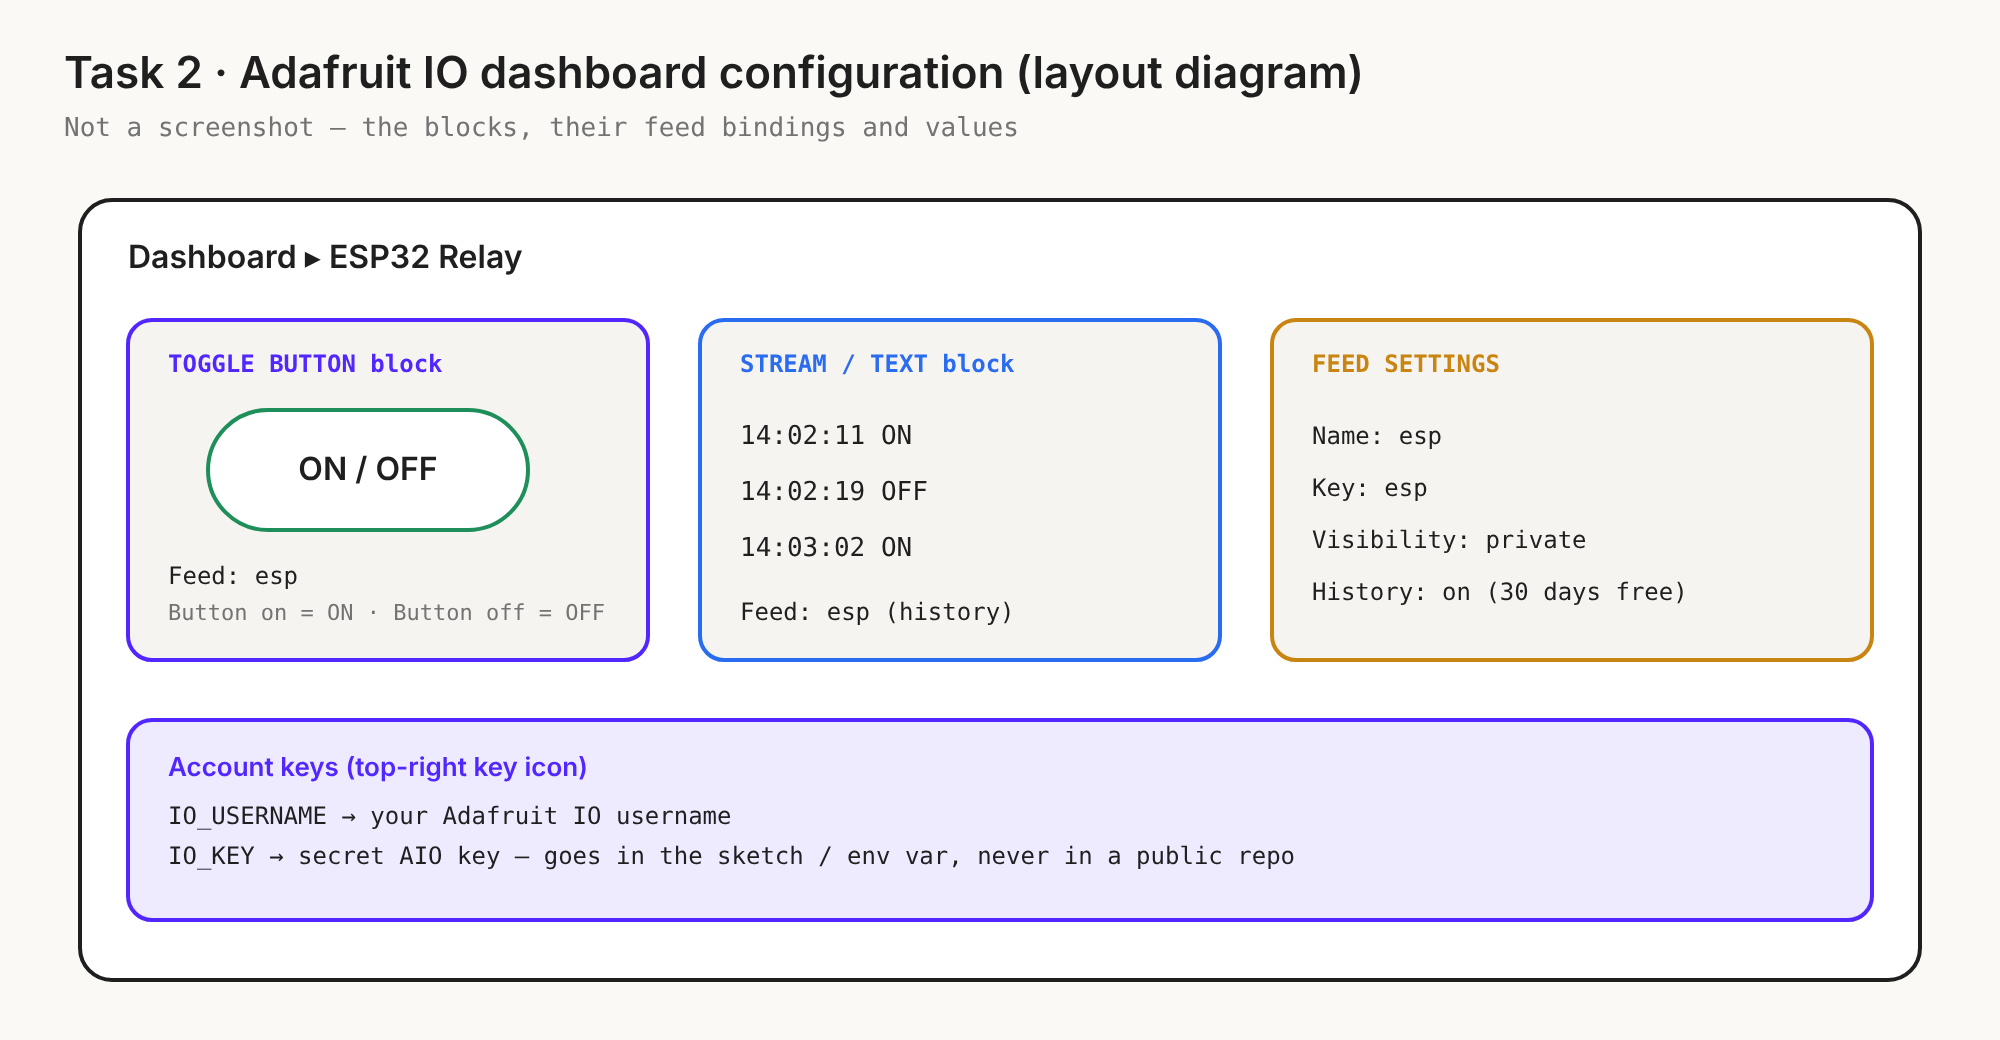 Task 2 · Adafruit IO dashboard configuration (layout diagram)
Not a screenshot — the blocks, their feed bindings and values
Dashboard ▸ ESP32 Relay
TOGGLE BUTTON block
ON / OFF
Feed: esp
Button on = ON · Button off = OFF
STREAM / TEXT block
14:02:11 ON
14:02:19 OFF
14:03:02 ON
Feed: esp (history)
FEED SETTINGS
Name: esp
Key: esp
Visibility: private
History: on (30 days free)
Account keys (top-right key icon)
IO_USERNAME → your Adafruit IO username
IO_KEY → secret AIO key — goes in the sketch / env var, never in a public repo